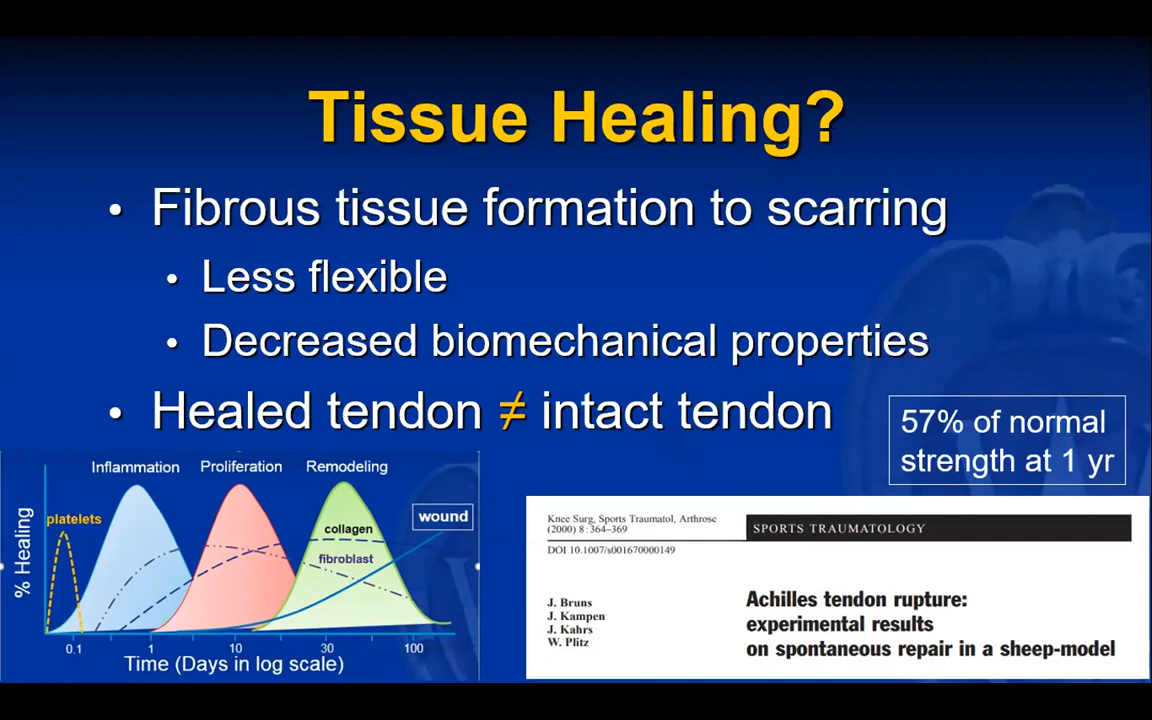 Tissue Healing?
• Fibrous tissue formation to scarring
• Less flexible
• Decreased biomechanical properties
• Healed tendon ≠ intact tendon
57% of normal
strength at 1 yr
Inflammation Proliferation Remodeling
platelets
wound
collagen
fibroblast
% Healing
0.1 1 10 30 100
Time (Days in log scale)
Knee Surg, Sports Traumatol, Arthrosc
(2000) 8:364–369
DOI 10.1007/s001670000149
SPORTS TRAUMATOLOGY
J. Bruns
J. Kampen
J. Kahrs
W. Plitz
Achilles tendon rupture:
experimental results
on spontaneous repair in a sheep-model